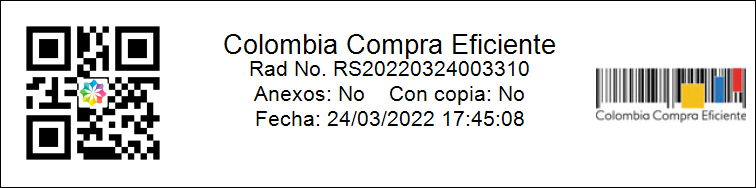 Colombia Compra Eficiente
Rad No. RS20220324003310
Anexos: No Con copia: No
Fecha: 24/03/2022 17:45:08
Colombia Compra Eficiente